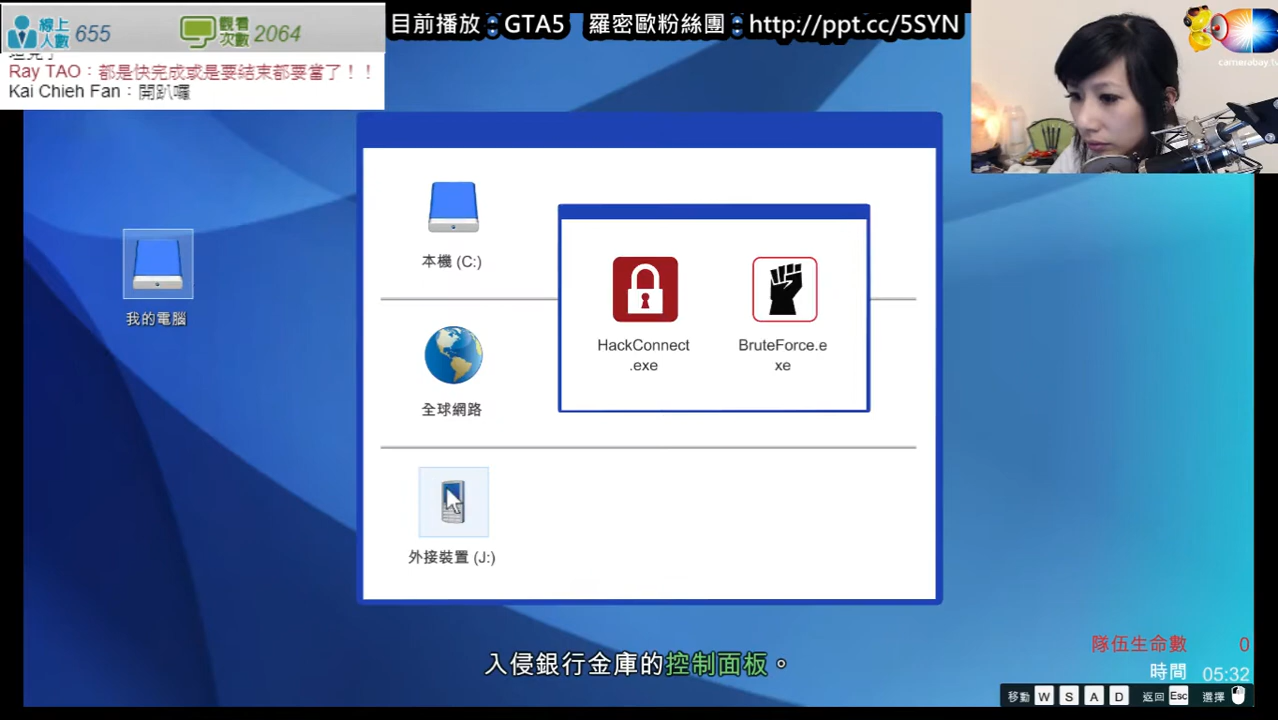 線上人數 655
觀看次數 2064
Ray TAO：都是快完成或是要結束都要當了！！
Kai Chieh Fan：開趴囉
目前播放：GTA5 羅密歐粉絲團：http://ppt.cc/5SYN
camerabay.tv
我的電腦
本機 (C:)
全球網路
外接裝置 (J:)
HackConnect
.exe
BruteForce.e
xe
入侵銀行金庫的控制面板。
隊伍生命數 0
時間 05:32
移動 W S A D 返回 Esc 選擇